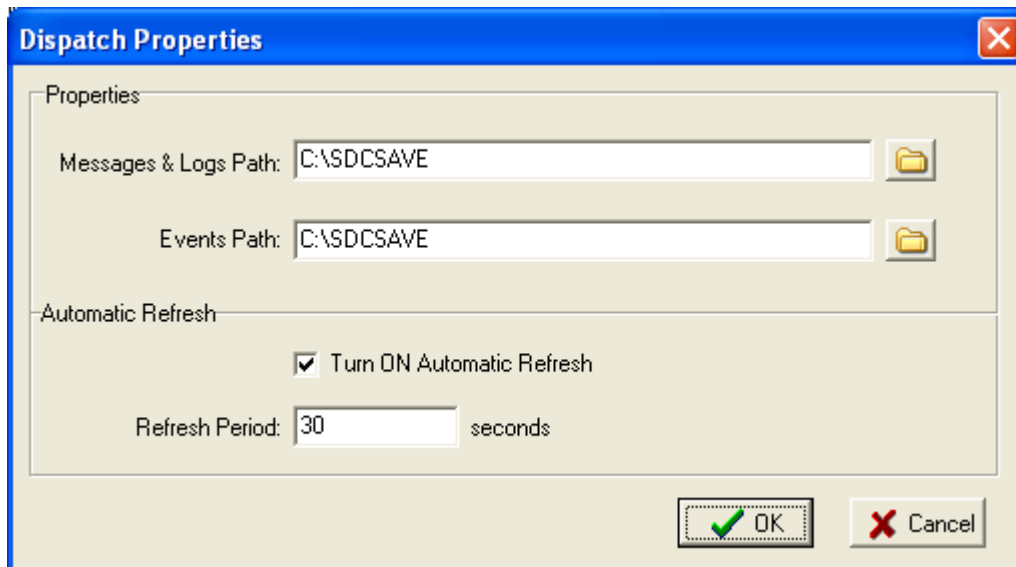 Dispatch Properties
Properties
Messages & Logs Path: C:\SDCSAVE
Events Path: C:\SDCSAVE
Automatic Refresh
Turn ON Automatic Refresh
Refresh Period: 30 seconds
OK Cancel